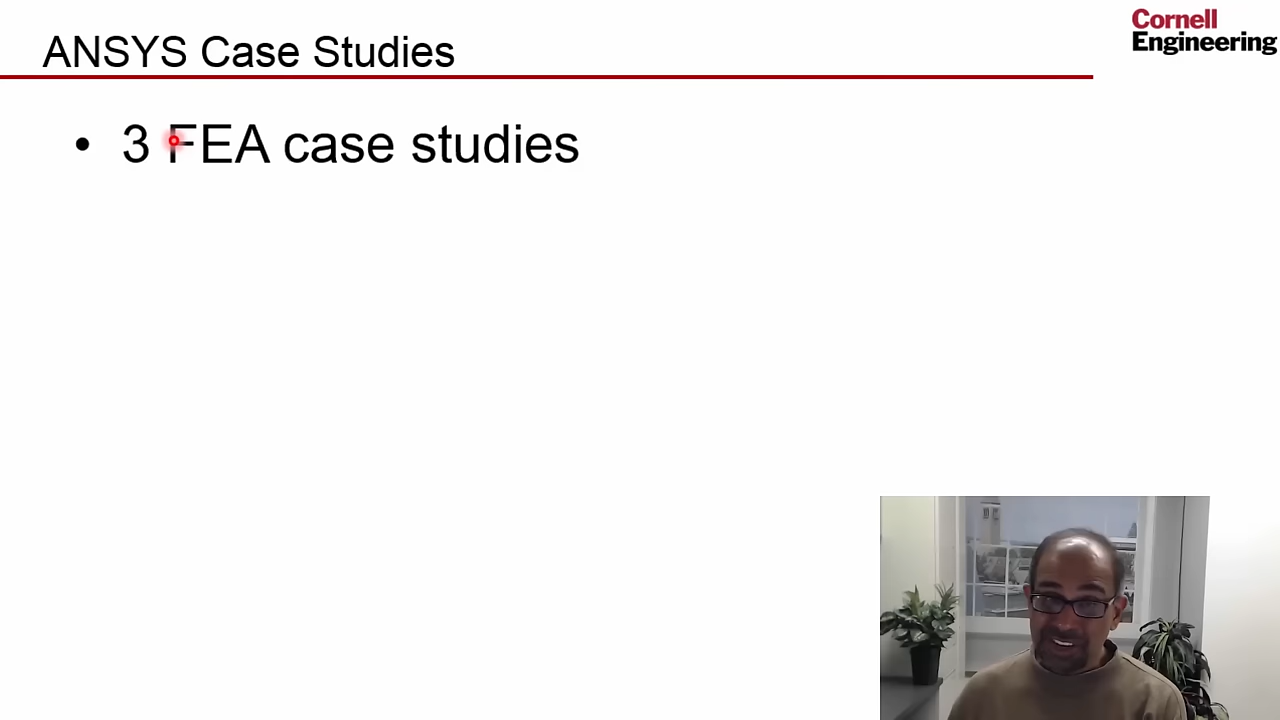 ANSYS Case Studies
Cornell
Engineering
• 3 FEA case studies